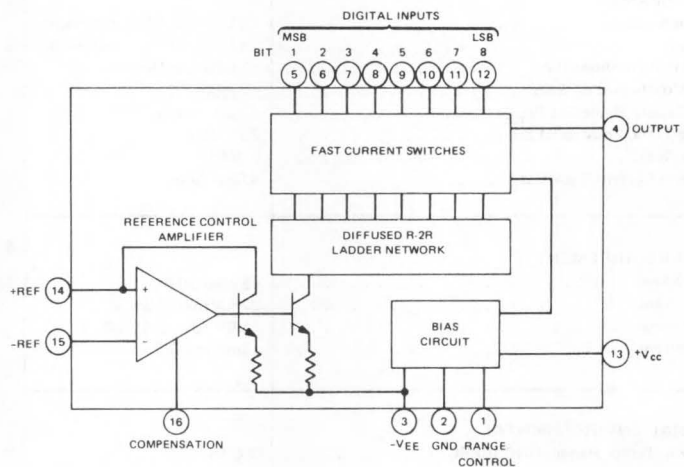 DIGITAL INPUTS
MSB LSB
BIT 1 2 3 4 5 6 7 8
5 6 7 8 9 10 11 12
FAST CURRENT SWITCHES
4 OUTPUT
REFERENCE CONTROL
AMPLIFIER
DIFFUSED R-2R
LADDER NETWORK
+REF 14 +
-REF 15 -
BIAS
CIRCUIT
13 +Vcc
16
COMPENSATION
3 2 1
-VEE GND RANGE
CONTROL